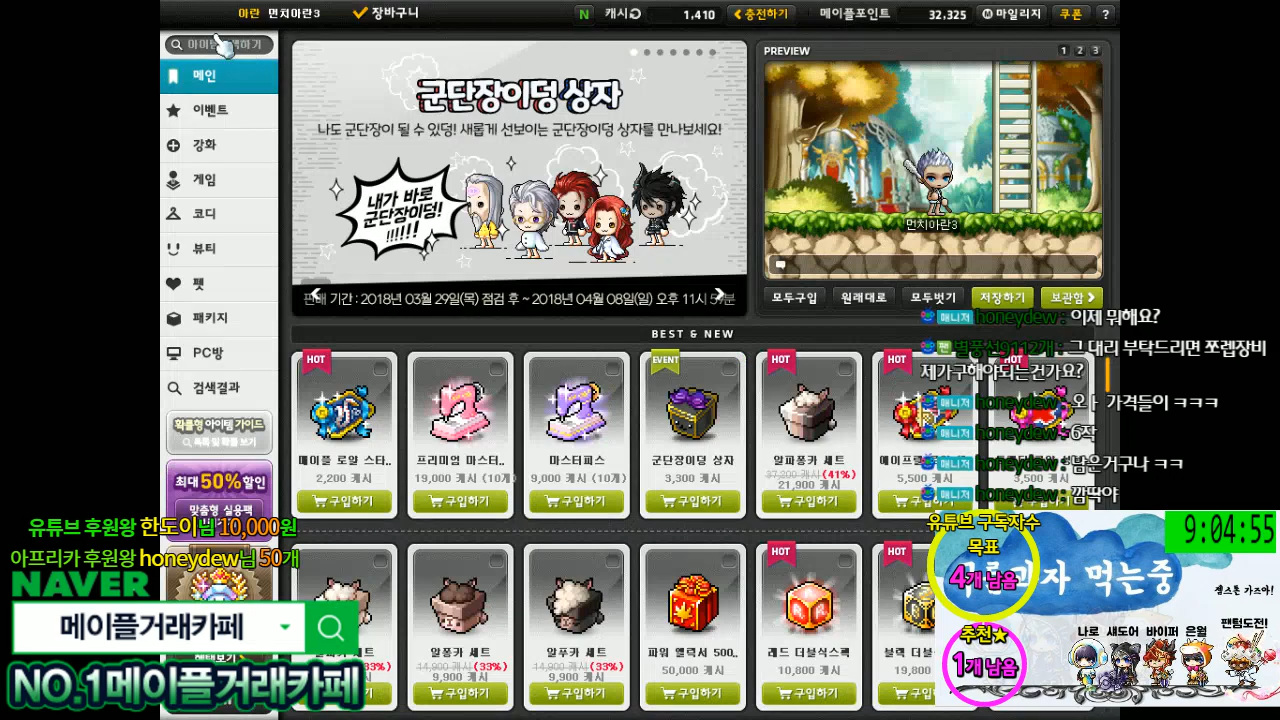 아란 먼치아란3
장바구니
N 캐시 1,410 충전하기
메이플포인트 32,325
마일리지
쿠폰
?
메인
이벤트
강화
게임
코디
뷰티
펫
패키지
PC방
검색결과
확률형 아이템 가이드
최대 50%할인
맞춤형 실용팩
군단장이덩 상자
나도 군단장이 될 수 있덩! 새롭게 선보이는 군단장이덩 상자를 만나보세요!
내가 바로
군단장이덩!
!!!!!!
판매 기간 : 2018년 03월 29일(목) 점검 후 ~ 2018년 04월 08일(일) 오후 11시 59분
PREVIEW
1 2 3
먼치아란3
모두구입 원래대로 모두벗기 저장하기 보관함
BEST & NEW
HOT
메이플 로얄 스타..
2,200 캐시
구입하기
프리미엄 마스터..
19,000 캐시 (10개)
구입하기
마스터피스
9,000 캐시 (10개)
구입하기
EVENT
군단장이덩 상자
3,300 캐시
구입하기
HOT
알파퐁카 세트
37,200 캐시 (41%)
21,900 캐시
구입하기
HOT
5,500 캐시
HOT
3,500 캐시
33%)
구입하기
알퐁카 세트
14,900 캐시 (33%)
9,900 캐시
구입하기
알푸카 세트
14,900 캐시 (33%)
9,900 캐시
구입하기
파워 엘릭서 500..
50,000 캐시
구입하기
HOT
레드 더블식스팩
10,800 캐시
구입하기
HOT
19,800
매니저 honeydew : 이제 뭐해요?
팬 별풍선9112개 : 그 대리 부탁드리면 쪼렙장비
제가구해야되는건가요?
매니저 honeydew : 오ㅏ 가격들이 ㅋㅋㅋ
매니저 honeydew : 6작
매니저 honeydew : 남은거구나 ㅋㅋ
매니저 honeydew : 깜딱야
유튜브 후원왕 한도이님 10,000원
아프리카 후원왕 honeydew님 50개
NAVER
메이플거래카페
NO.1메이플거래카페
유튜브 구독자수
목표
4개 남음
추천★
1개 남음
자 먹는중
9:04:55
젬스톤 가즈아!
나로 섀도어 바이퍼 은월 팬텀도전!